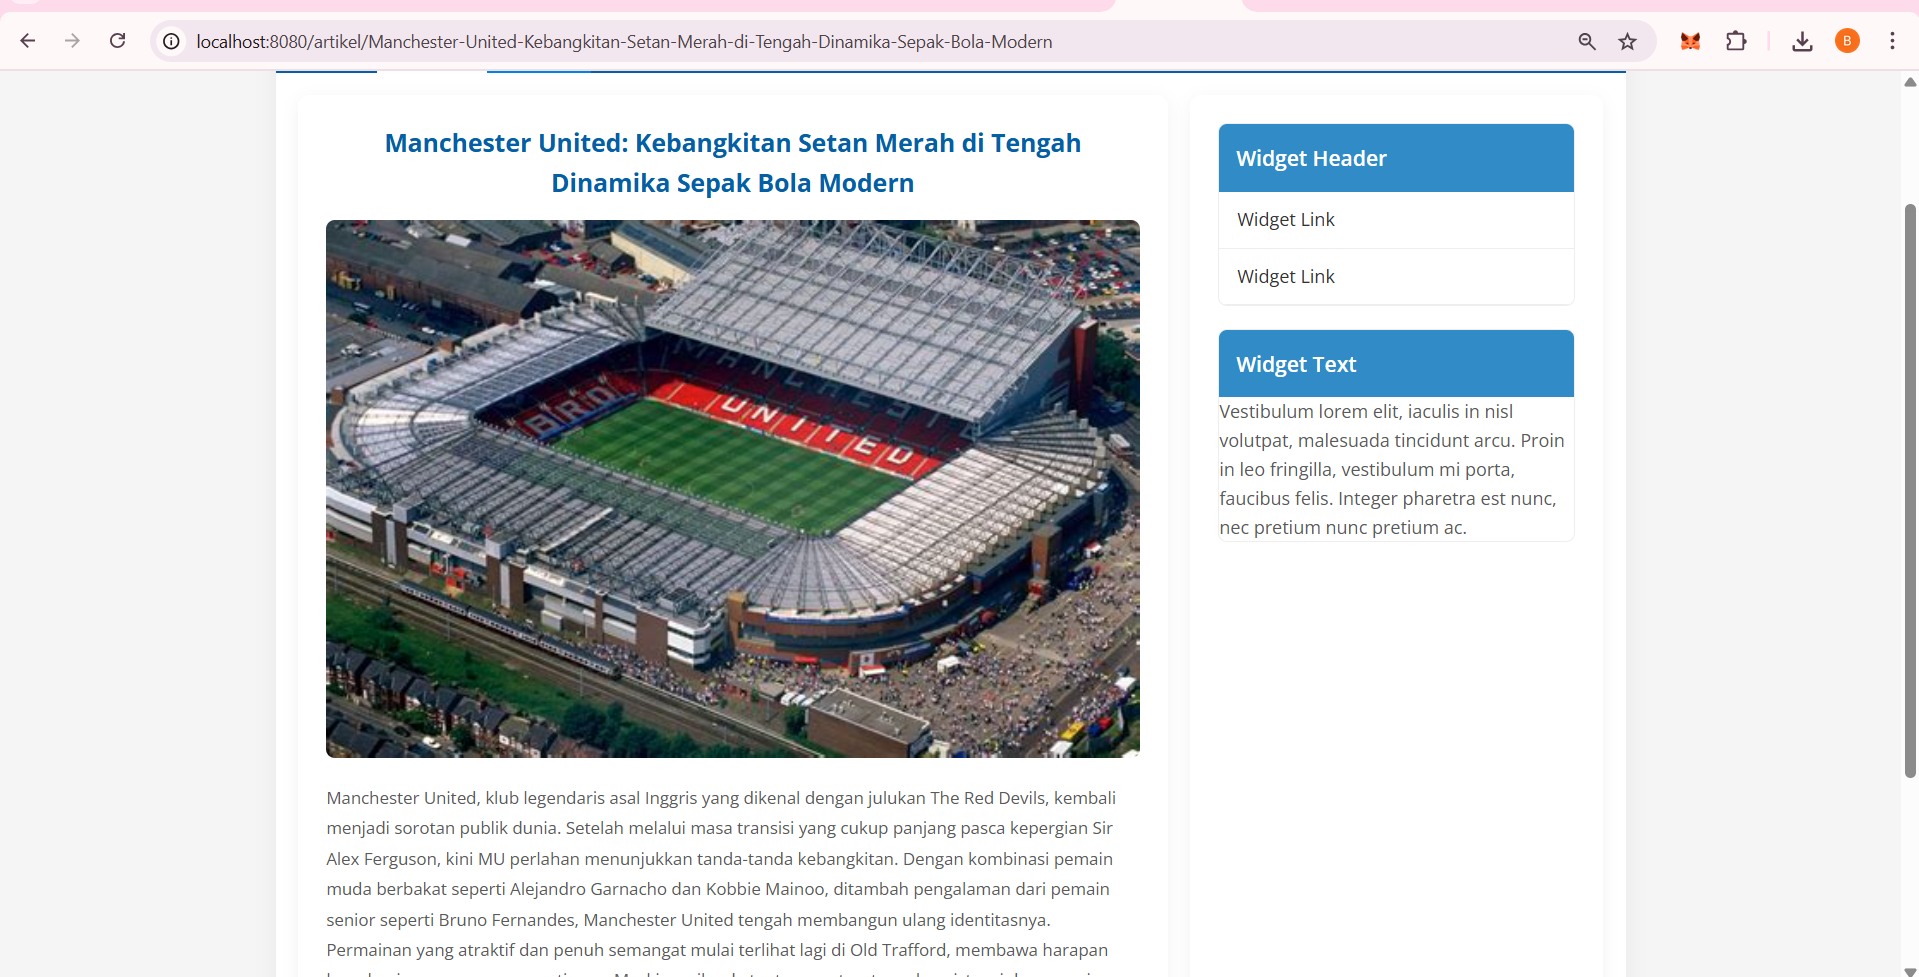 localhost:8080/artikel/Manchester-United-Kebangkitan-Setan-Merah-di-Tengah-Dinamika-Sepak-Bola-Modern
B
Manchester United: Kebangkitan Setan Merah di Tengah
Dinamika Sepak Bola Modern
MANCHESTER
UNITED
Manchester United, klub legendaris asal Inggris yang dikenal dengan julukan The Red Devils, kembali
menjadi sorotan publik dunia. Setelah melalui masa transisi yang cukup panjang pasca kepergian Sir
Alex Ferguson, kini MU perlahan menunjukkan tanda-tanda kebangkitan. Dengan kombinasi pemain
muda berbakat seperti Alejandro Garnacho dan Kobbie Mainoo, ditambah pengalaman dari pemain
senior seperti Bruno Fernandes, Manchester United tengah membangun ulang identitasnya.
Permainan yang atraktif dan penuh semangat mulai terlihat lagi di Old Trafford, membawa harapan
Widget Header
Widget Link
Widget Link
Widget Text
Vestibulum lorem elit, iaculis in nisl
volutpat, malesuada tincidunt arcu. Proin
in leo fringilla, vestibulum mi porta,
faucibus felis. Integer pharetra est nunc,
nec pretium nunc pretium ac.